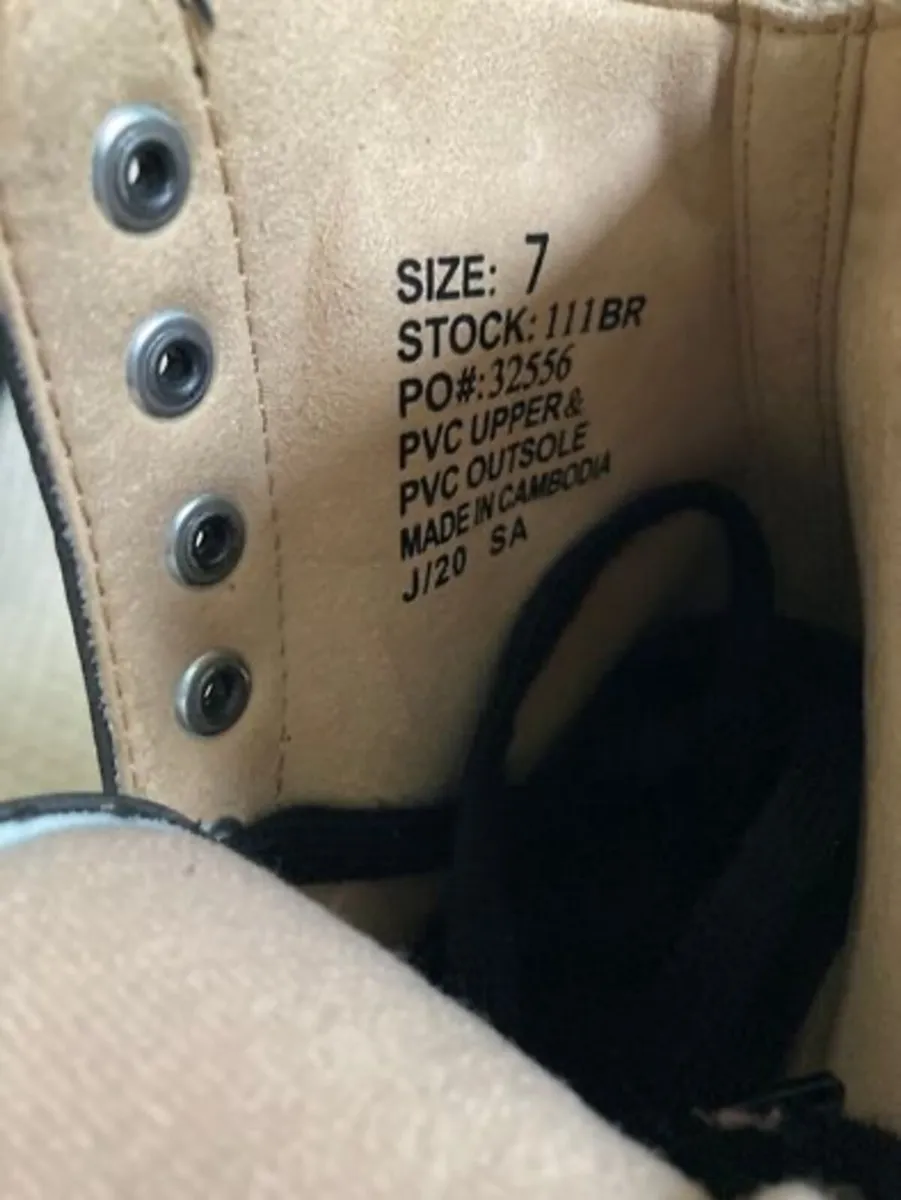 SIZE: 7
STOCK: 111BR
PO#:32556
PVC UPPER &
PVC OUTSOLE
MADE IN CAMBODIA
J/20 SA